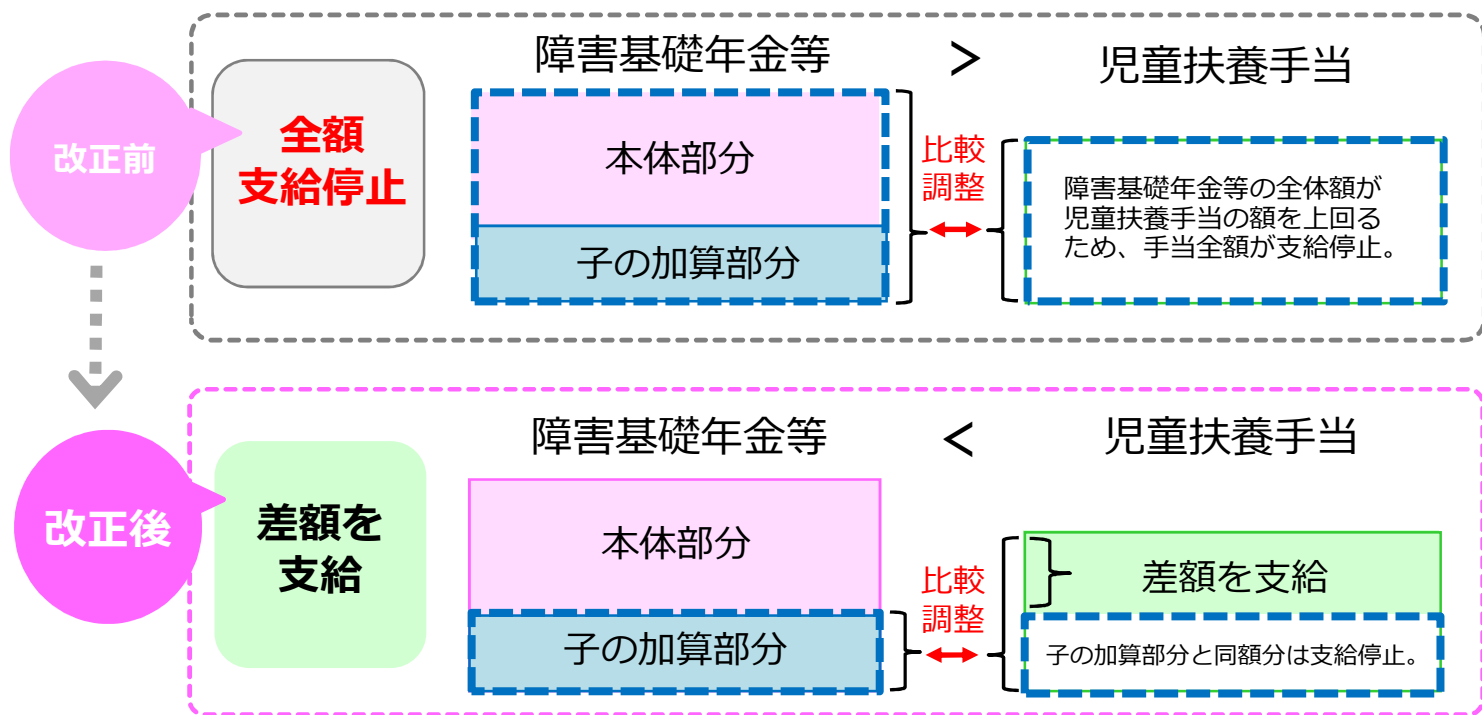 改正前
全額
支給停止
障害基礎年金等
>
児童扶養手当
本体部分
子の加算部分
比較
調整
障害基礎年金等の全体額が
児童扶養手当の額を上回る
ため、手当全額が支給停止。
改正後
差額を
支給
障害基礎年金等
<
児童扶養手当
本体部分
子の加算部分
比較
調整
差額を支給
子の加算部分と同額分は支給停止。